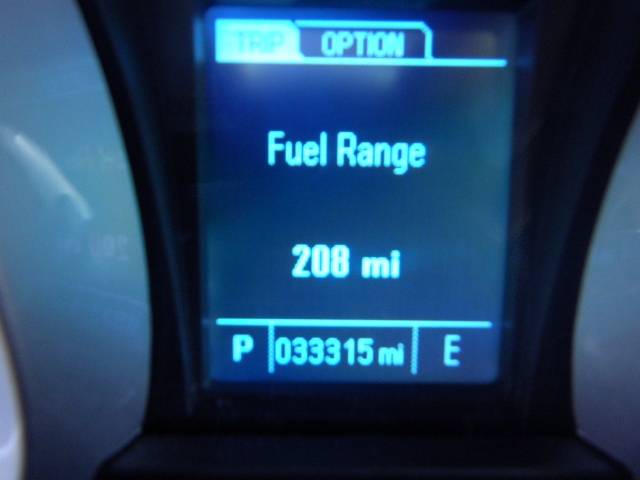 TRIP OPTION
Fuel Range
208 mi
P 033315 mi E